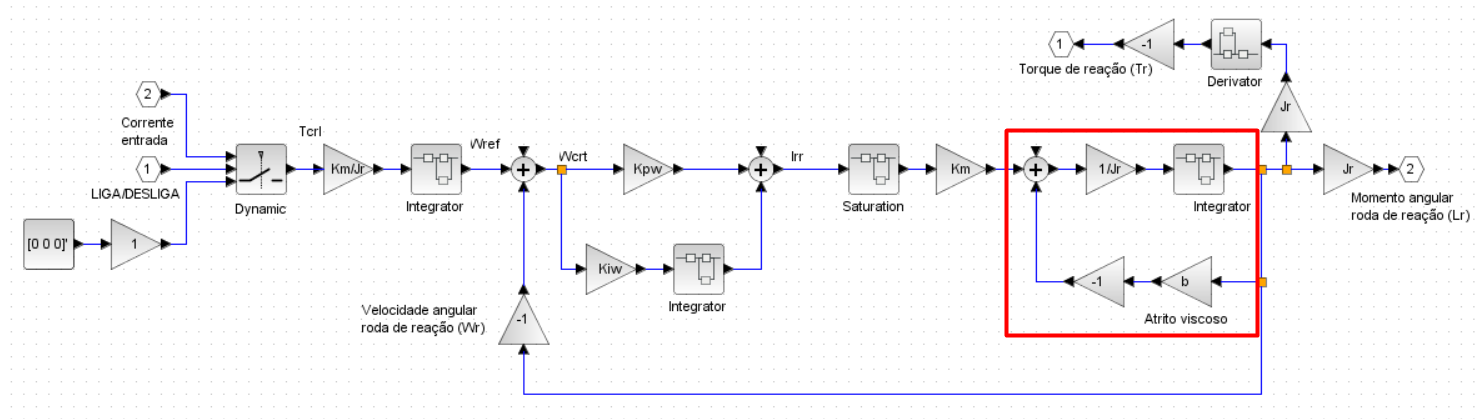 1
-1
Torque de reação (Tr)
Derivator
2
Corrente
entrada
Tcrl
Jr
Wref
Wcrt
Irr
1
LIGA/DESLIGA
Dynamic
Km/Jr
Integrator
Kpw
Saturation
Km
1/Jr
Integrator
Jr
2
Momento angular
roda de reação (Lr)
[0 0 0]'
1
Kiw
Integrator
-1
b
Atrito viscoso
Velocidade angular
roda de reação (Wr)
-1